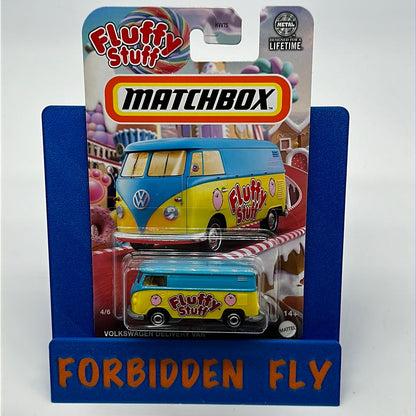 Fluffy
Stuff
HVV75
METAL
DESIGNED FOR A
LIFETIME
MATCHBOX
Fluffy
Stuff
Fluffy
Stuff
4/6
14+
VOLKSWAGEN DELIVERY VAN
MATTEL
FORBIDDEN FLY